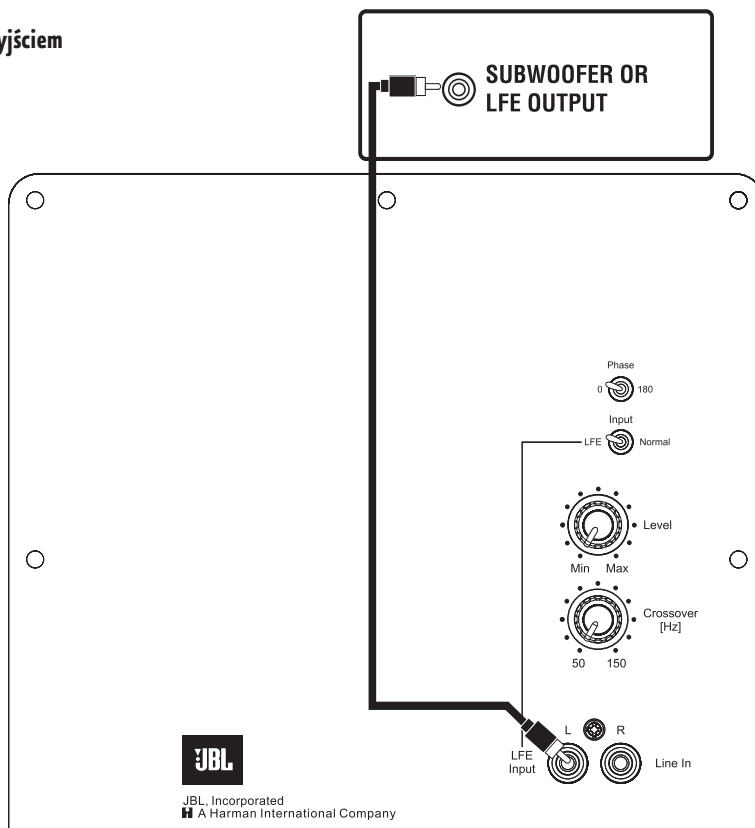 SUBWOOFER OR
LFE OUTPUT
Phase
0 180
Input
LFE Normal
Level
Min Max
Crossover
[Hz]
50 150
L R
LFE
Input
Line In
JBL
JBL, Incorporated
A Harman International Company